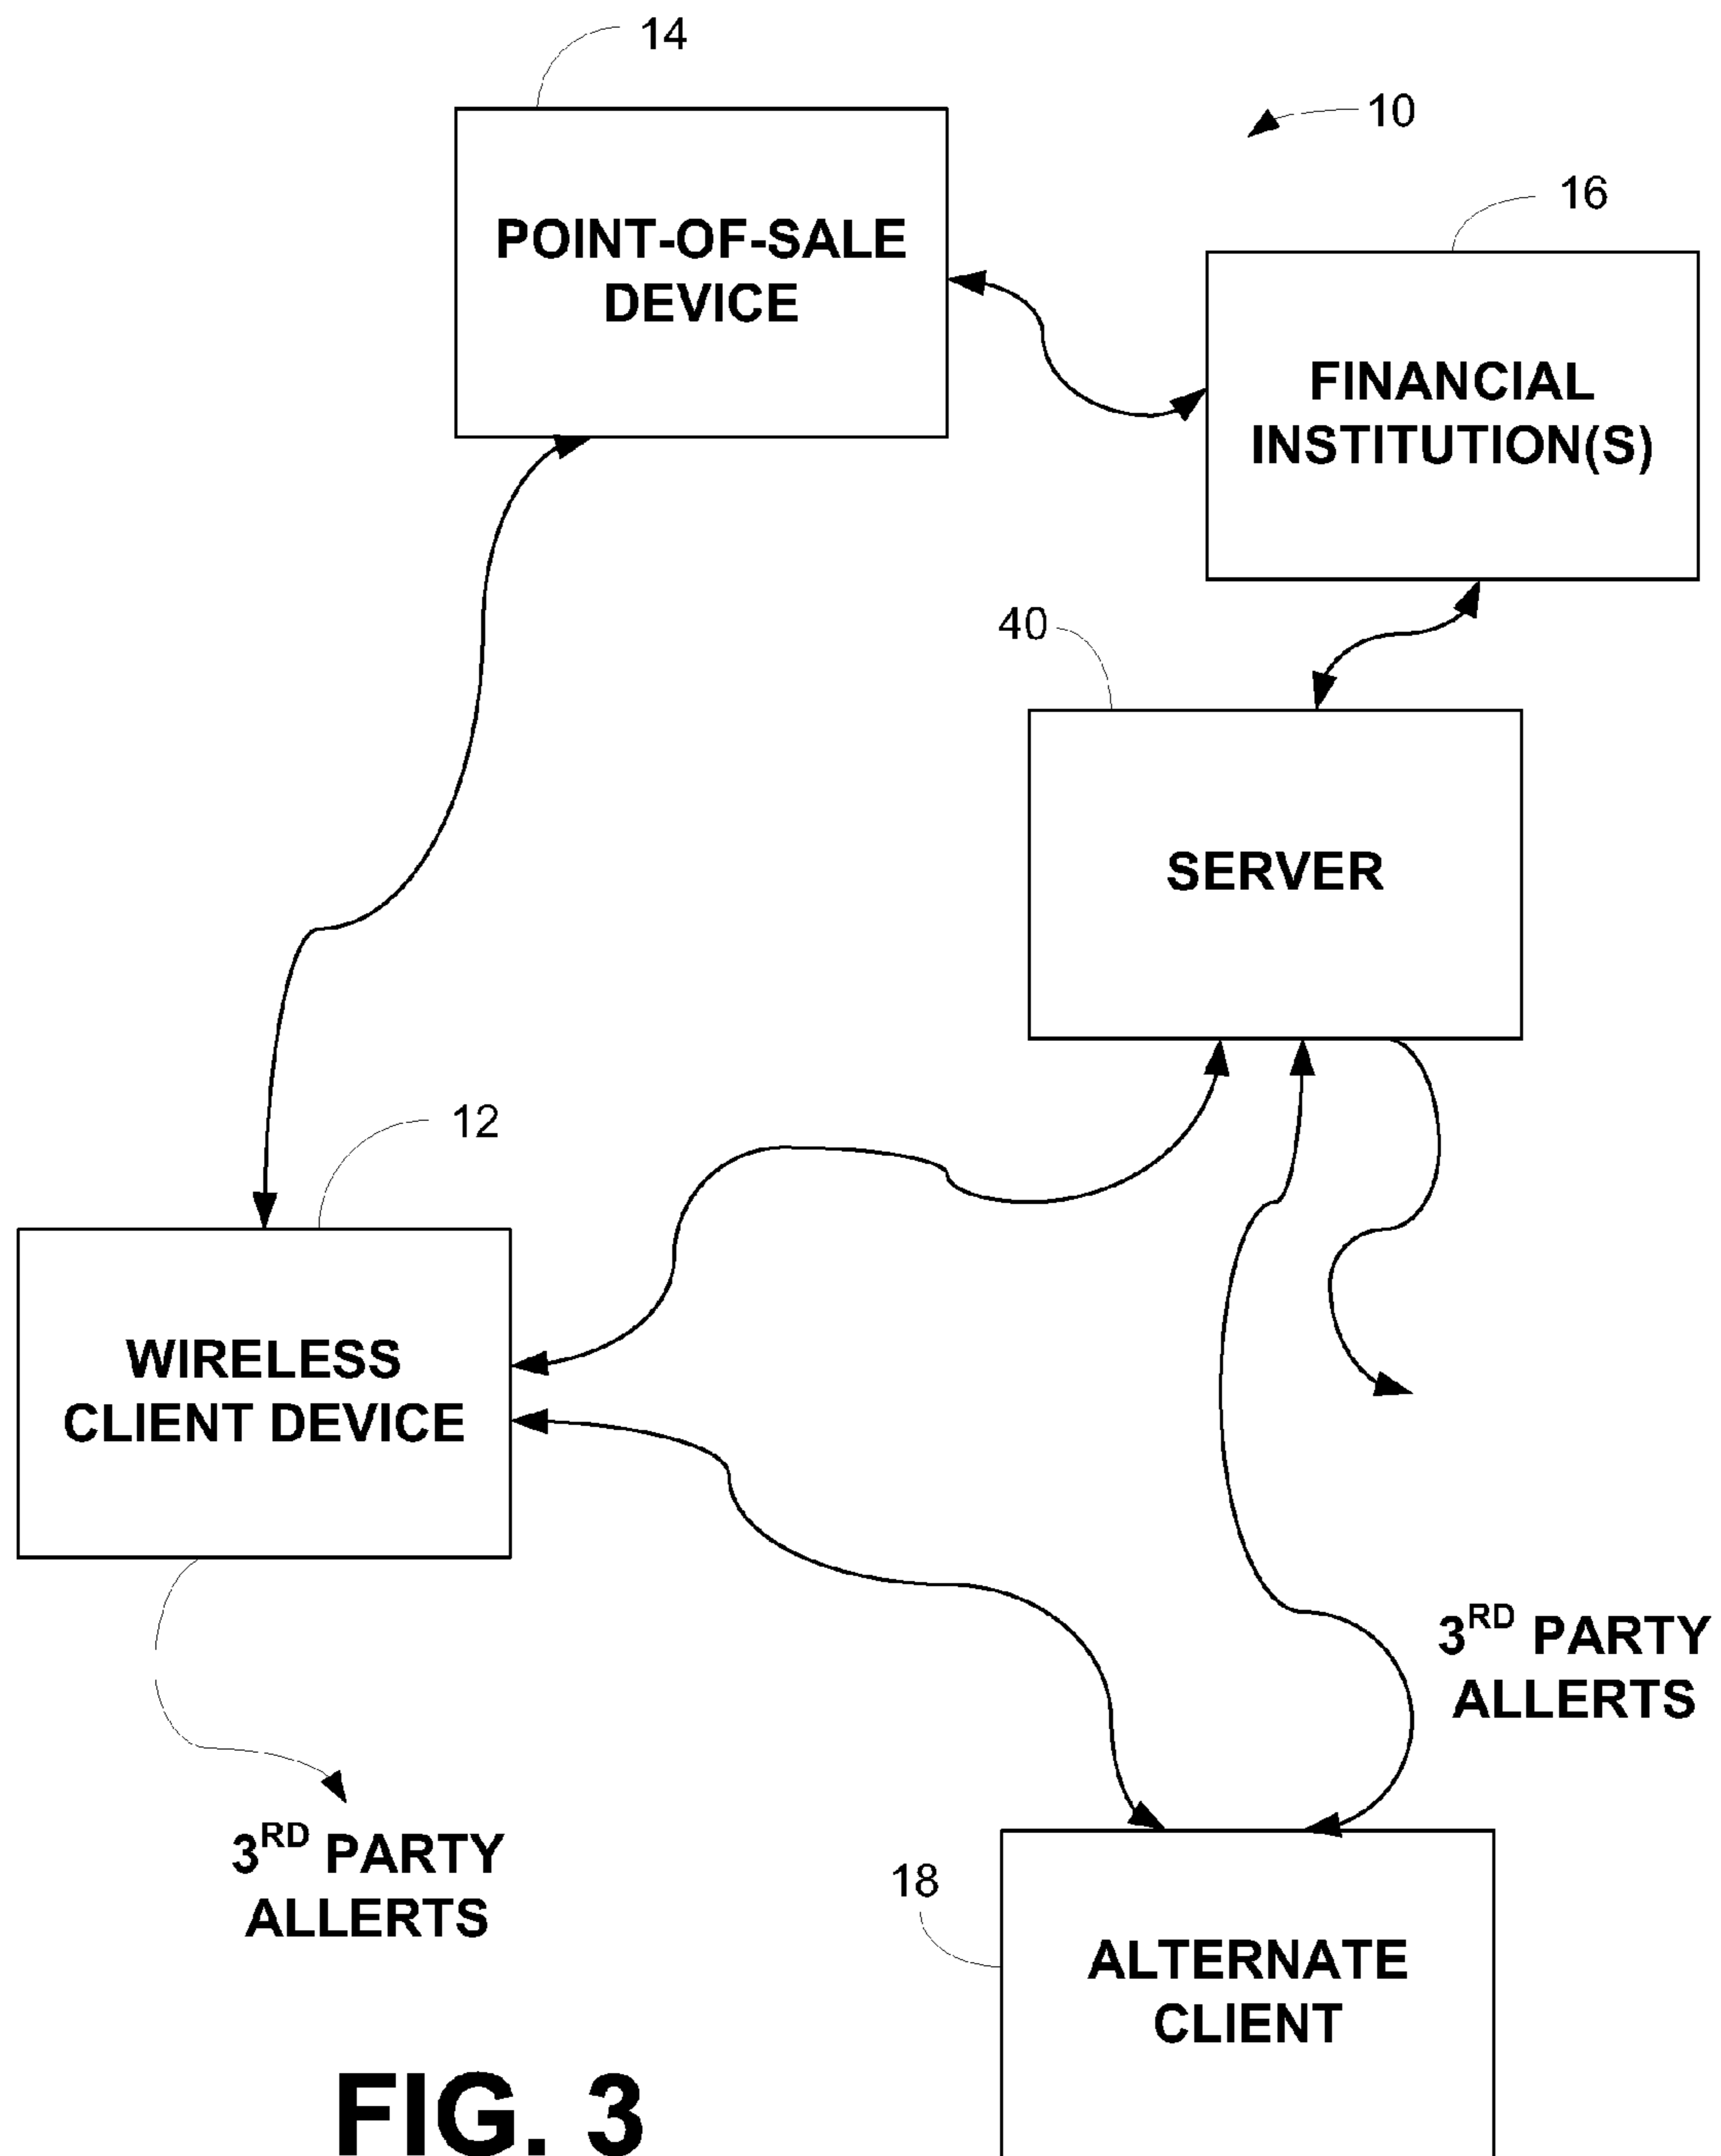 14
10
POINT-OF-SALE
DEVICE
16
FINANCIAL
INSTITUTION(S)
40
SERVER
12
WIRELESS
CLIENT DEVICE
3RD PARTY
ALLERTS
3RD PARTY
ALLERTS
18
ALTERNATE
CLIENT
FIG. 3